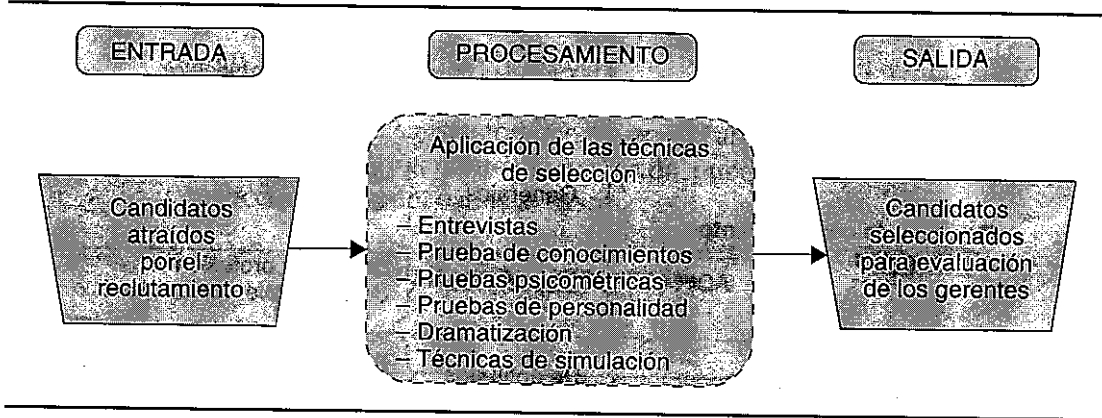 ENTRADA
PROCESAMIENTO
SALIDA
Candidatos
atraídos
por el
reclutamiento
Aplicación de las técnicas
de selección
– Entrevistas
– Prueba de conocimientos
– Pruebas psicométricas
– Pruebas de personalidad
– Dramatización
– Técnicas de simulación
Candidatos
seleccionados
para evaluación
de los gerentes